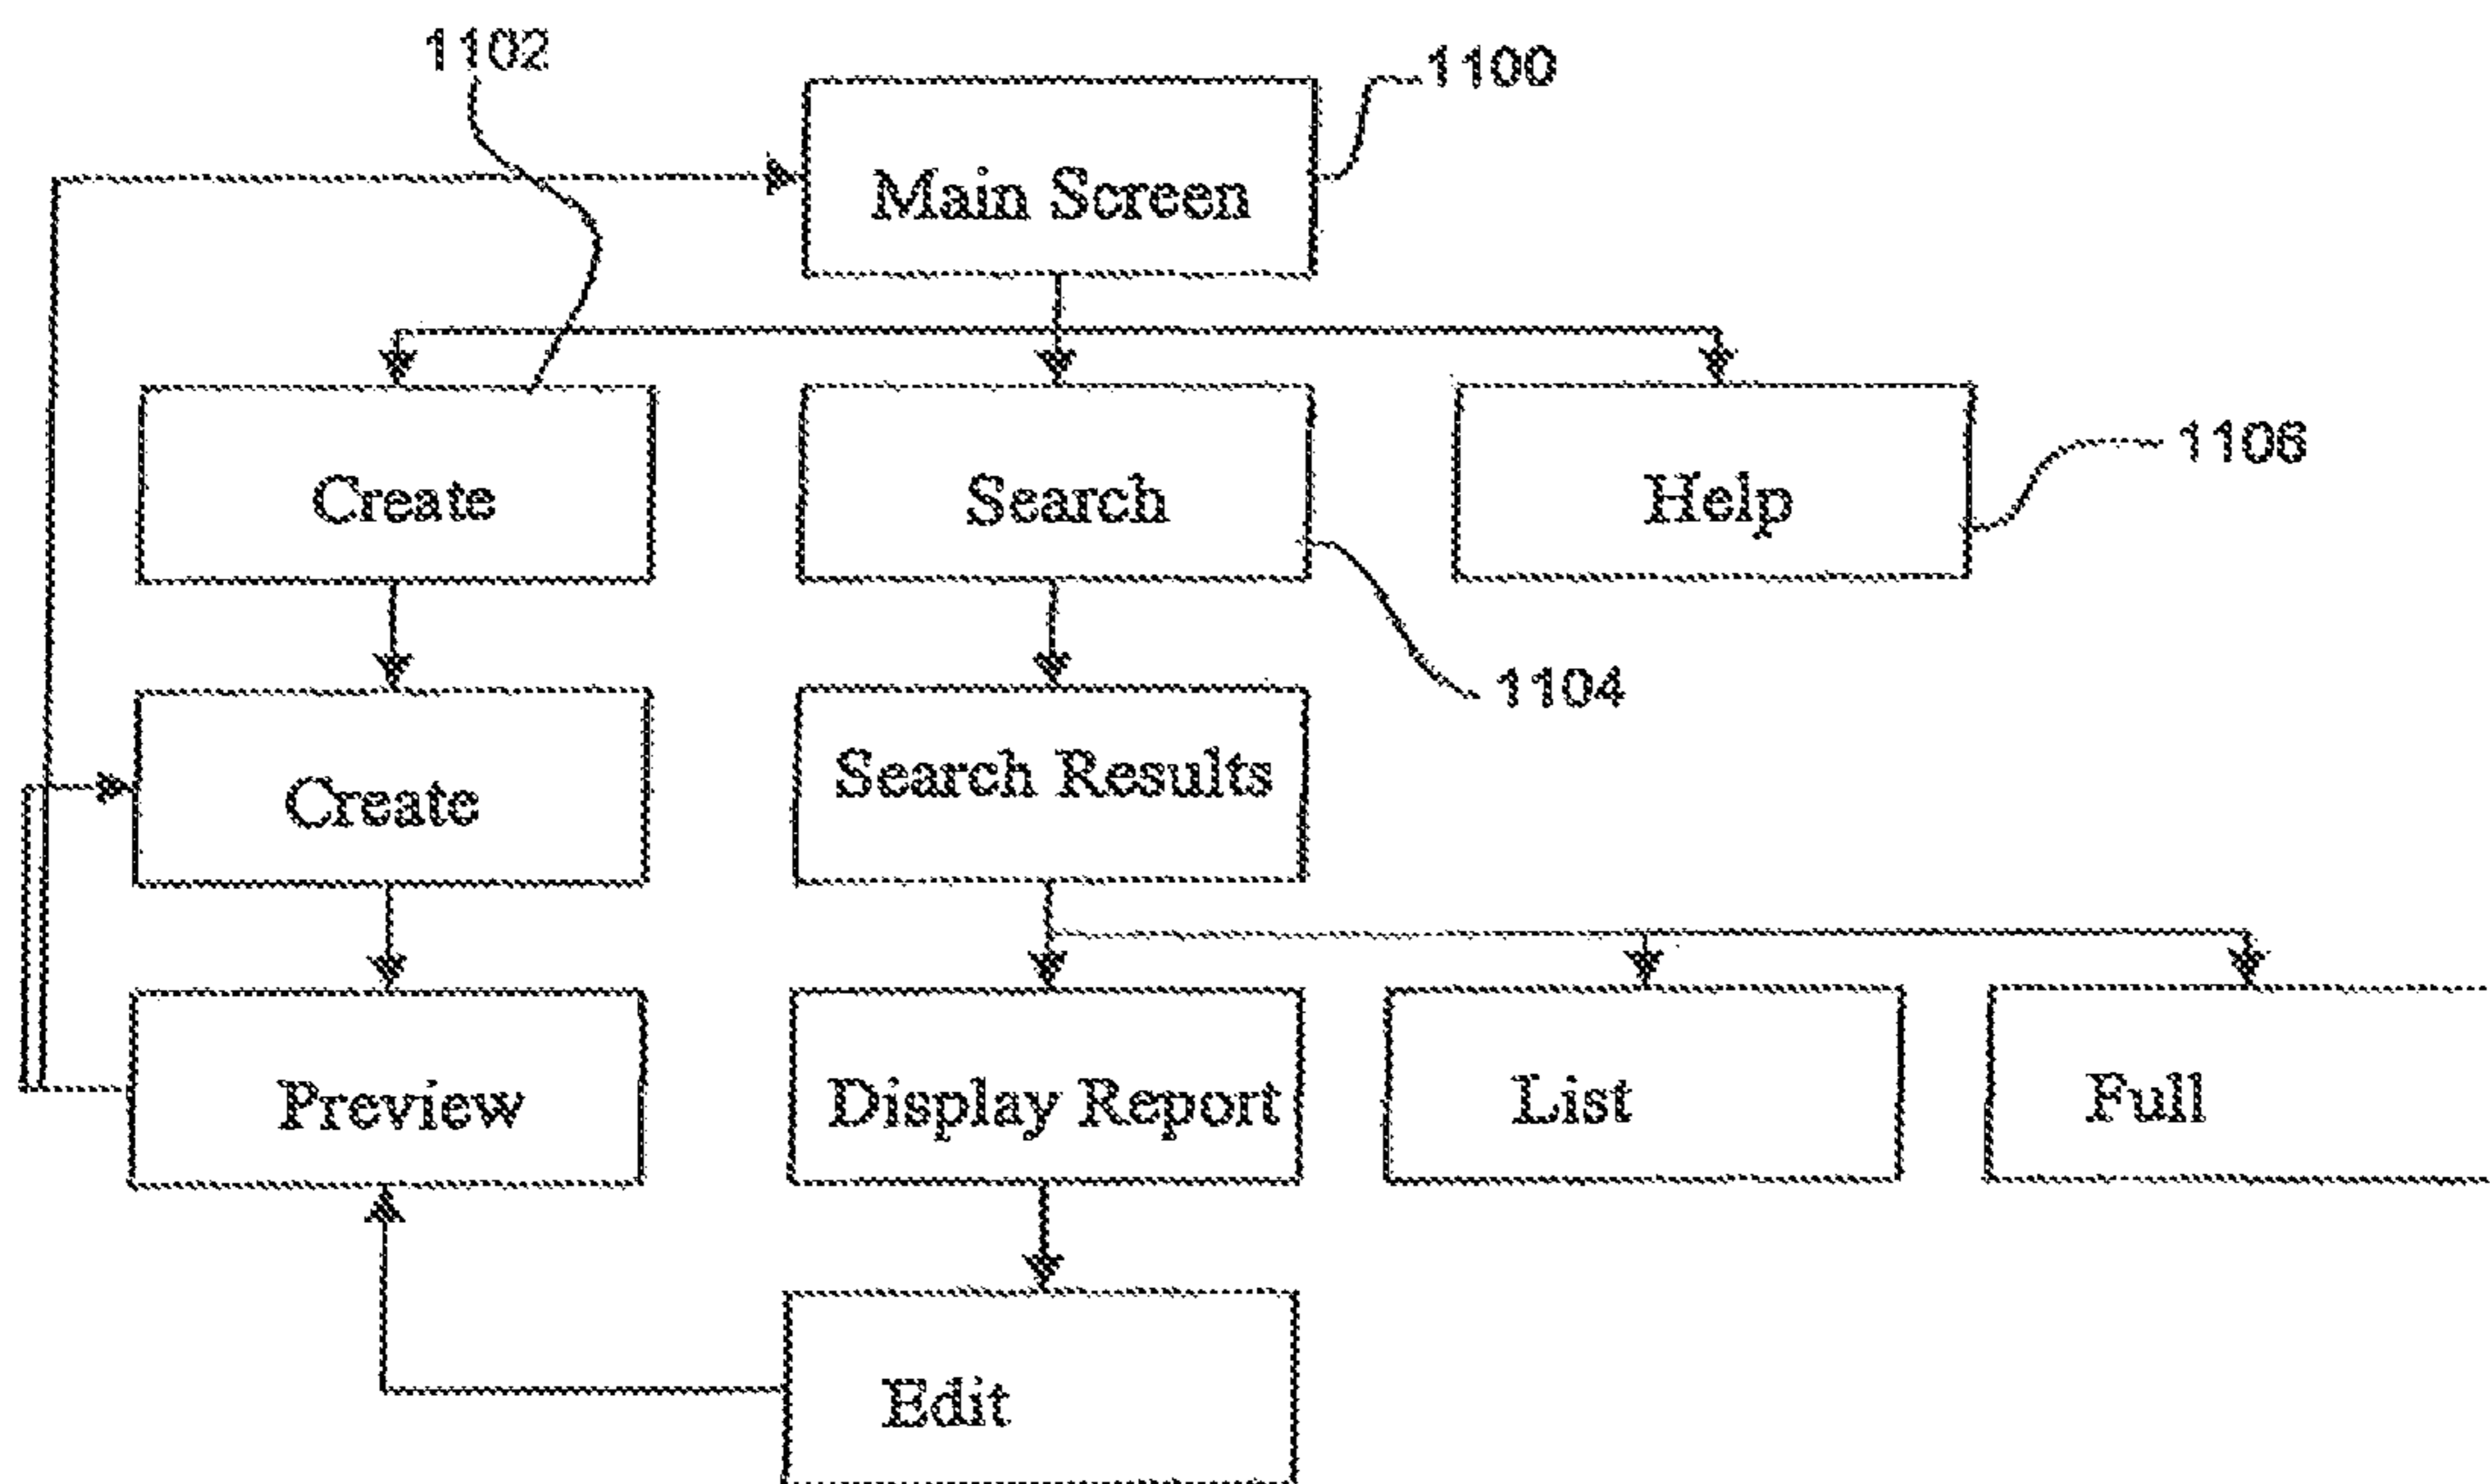 1102
1100
Main Screen
Create
Search
Help
1106
1104
Create
Search Results
Preview
Display Report
List
Full
Edit